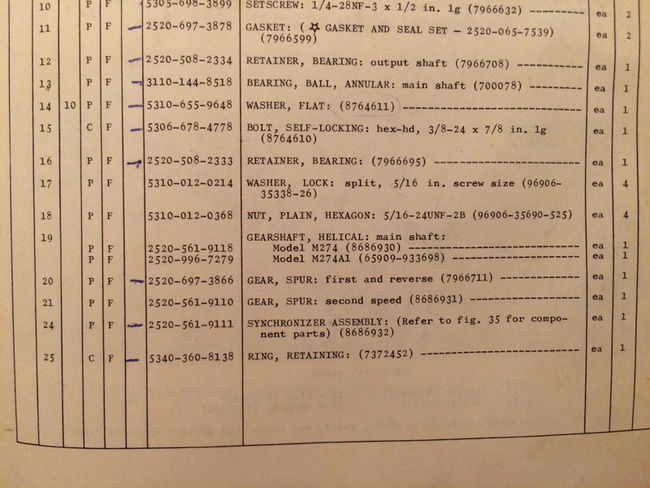 10 P F 5305-698-3899 SETSCREW: 1/4-28NF-3 x 1/2 in. 1g (7966632) ---------- ea 2
11 P F 2520-697-3878 GASKET: (☆ GASKET AND SEAL SET - 2520-065-7539) ea 2
(7966599)
12 P F 2520-508-2334 RETAINER, BEARING: output shaft (7966708) ------------ ea 1
13 P F 3110-144-8518 BEARING, BALL, ANNULAR: main shaft (700078) ---------- ea 1
14 10 P F 5310-655-9648 WASHER, FLAT: (8764611) ------------------------------ ea 1
15 C F 5306-678-4778 BOLT, SELF-LOCKING: hex-hd, 3/8-24 x 7/8 in. 1g ea 1
(8764610)
16 P F 2520-508-2333 RETAINER, BEARING: (7966695) ------------------------- ea 1
17 P F 5310-012-0214 WASHER, LOCK: split, 5/16 in. screw size (96906- ea 4
35338-26)
18 P F 5310-012-0368 NUT, PLAIN, HEXAGON: 5/16-24UNF-2B (96906-35690-525) ea 4
19 GEARSHAFT, HELICAL: main shaft:
P F 2520-561-9118 Model M274 (8686930) ----------------------------- ea 1
P F 2520-996-7279 Model M274A1 (65909-933698) ---------------------- ea 1
20 P F 2520-697-3866 GEAR, SPUR: first and reverse (7966711) -------------- ea 1
21 P F 2520-561-9110 GEAR, SPUR: second speed (8686931) ------------------- ea 1
24 P F 2520-561-9111 SYNCHRONIZER ASSEMBLY: (Refer to fig. 35 for compo- ea 1
nent parts) (8686932)
25 C F 5340-360-8138 RING, RETAINING: (7372452) --------------------------- ea 1